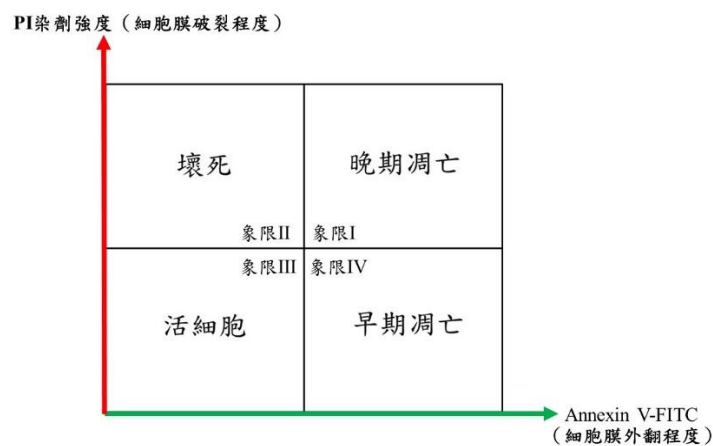 PI染劑強度（細胞膜破裂程度）
壞死
晚期凋亡
象限II
象限I
象限III
象限IV
活細胞
早期凋亡
Annexin V-FITC
（細胞膜外翻程度）